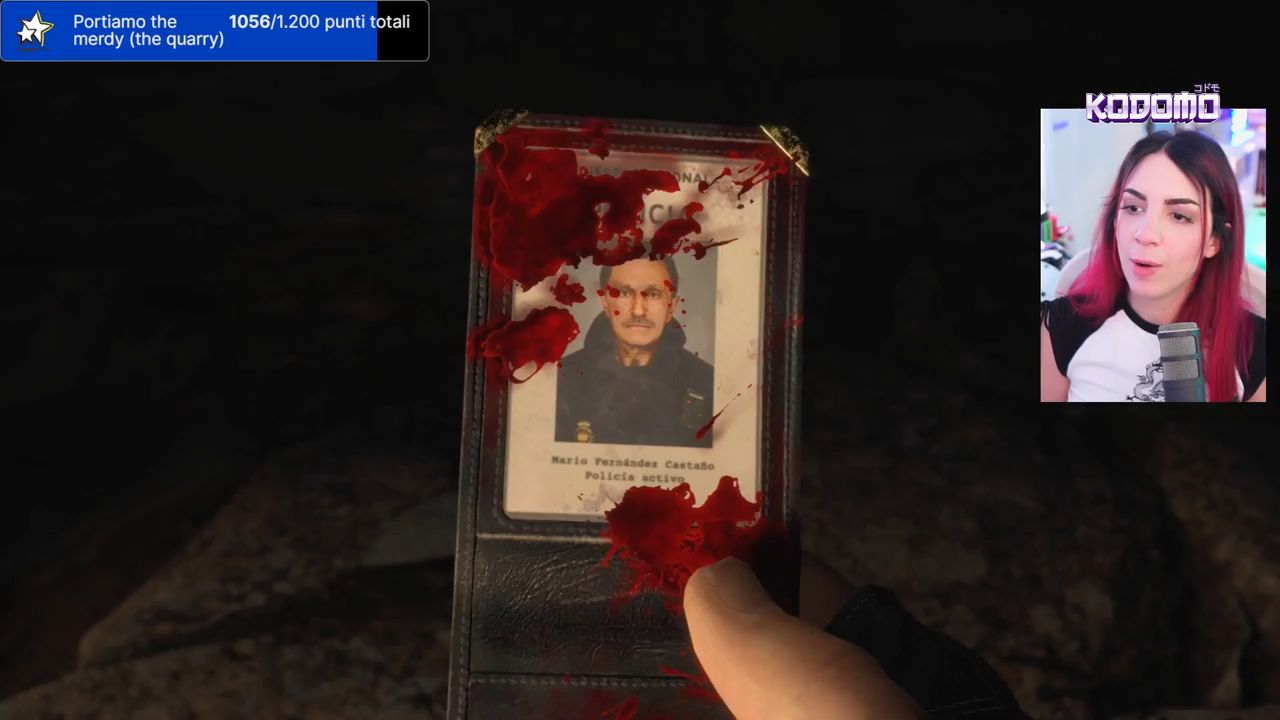 Portiamo the 1056/1.200 punti totali
merdy (the quarry)
コドモ
KODOMO
Mario Fernández Castaño
Policía activo